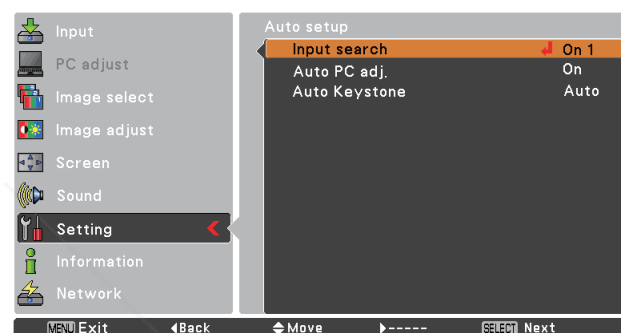 Input
PC adjust
Image select
Image adjust
Screen
Sound
Setting
Information
Network
Auto setup
Input search On 1
Auto PC adj. On
Auto Keystone Auto
MENU Exit ◀Back ◆Move ▶----- SELECT Next